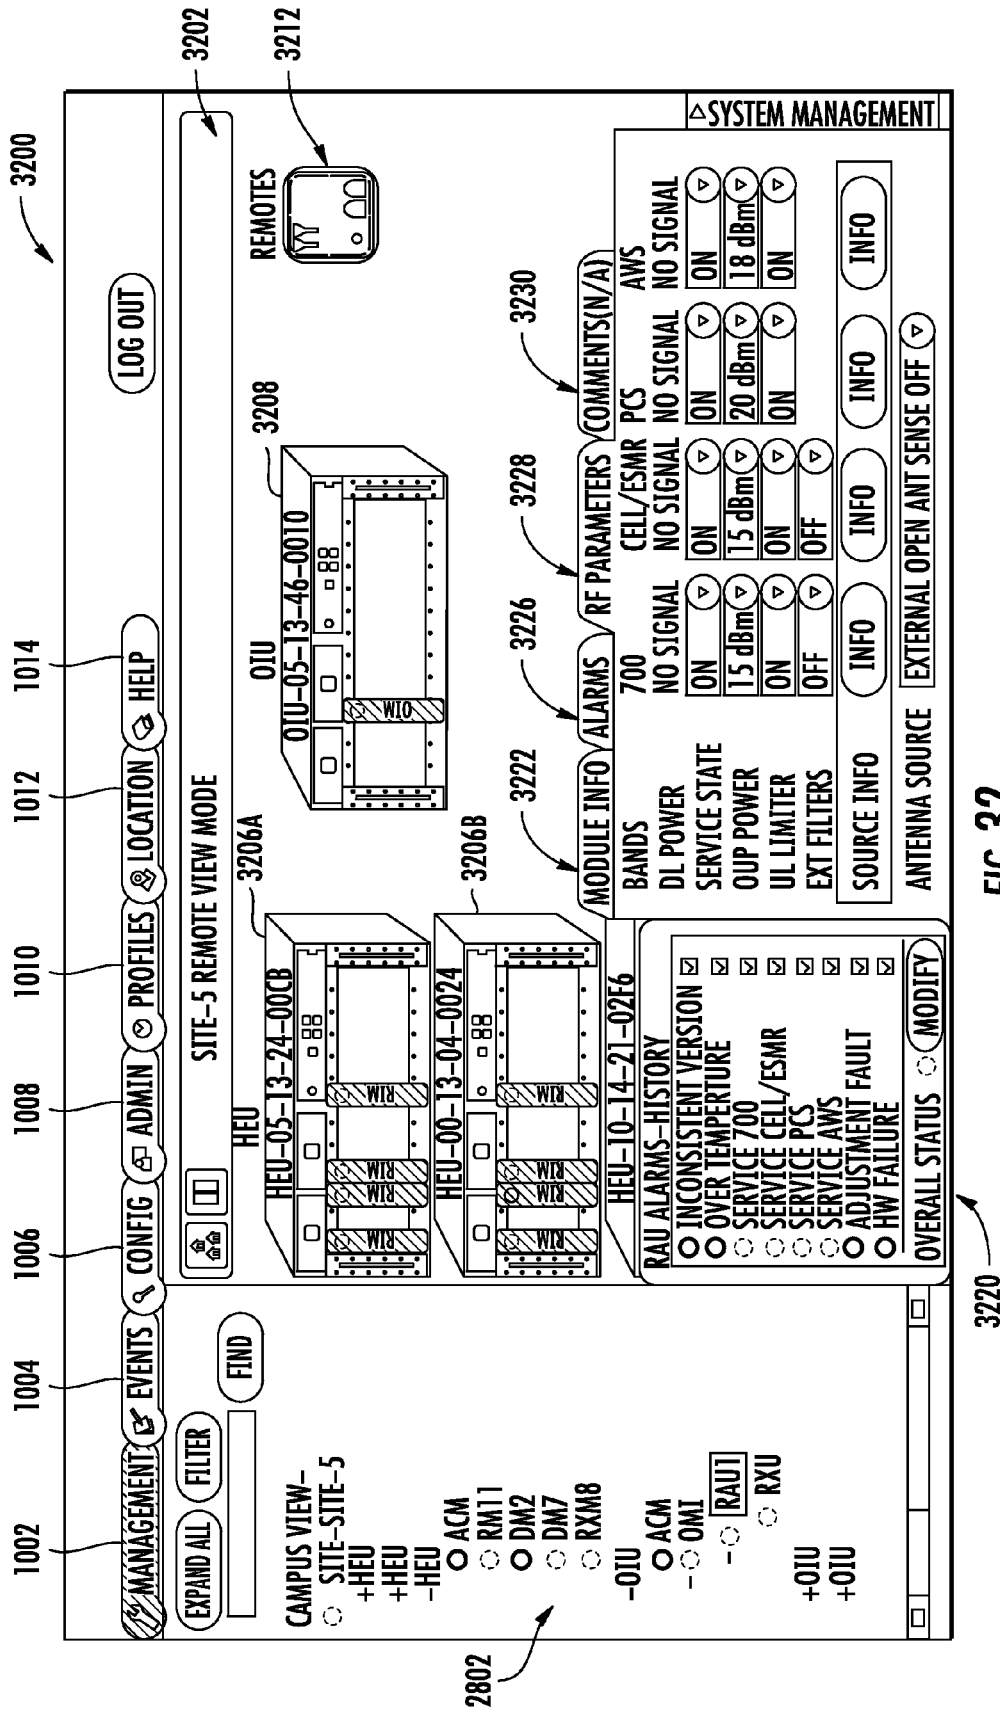 3200
1002
1004
1006
1008
1010
1012
1014
LOG OUT
MANAGEMENT
EVENTS
CONFIG
ADMIN
PROFILES
LOCATION
HELP
EXPAND ALL
FILTER
FIND
CAMPUS VIEW-
SITE-SITE-5
+HEU
+HEU
-HEU
ACM
RM11
DM2
DM7
RXM8
-OIU
ACM
- OMI
- RAU1
RXU
+OIU
+OIU
2802
SITE-5 REMOTE VIEW MODE
3202
HEU
HEU-05-13-24-00CB
3206A
RIM
RIM
RIM
RIM
HEU-00-13-04-0024
3206B
RIM
RIM
RIM
RIM
HEU-10-14-21-02F6
OIU
OIU-05-13-46-0010
3208
OIM
REMOTES
3212
RAU ALARMS-HISTORY
INCONSISTENT VERSION
OVER TEMPERTURE
SERVICE 700
SERVICE CELL/ESMR
SERVICE PCS
SERVICE AWS
ADJUSTMENT FAULT
HW FAILURE
OVERALL STATUS
MODIFY
3220
3222
3226
3228
3230
MODULE INFO
ALARMS
RF PARAMETERS
COMMENTS(N/A)
BANDS 700 CELL/ESMR PCS AWS
DL POWER NO SIGNAL NO SIGNAL NO SIGNAL NO SIGNAL
SERVICE STATE ON ON ON ON
OUP POWER 15 dBm 15 dBm 20 dBm 18 dBm
UL LIMITER ON ON ON ON
EXT FILTERS OFF OFF
SOURCE INFO INFO INFO INFO INFO
ANTENNA SOURCE EXTERNAL OPEN ANT SENSE OFF
SYSTEM MANAGEMENT
FIG. 32